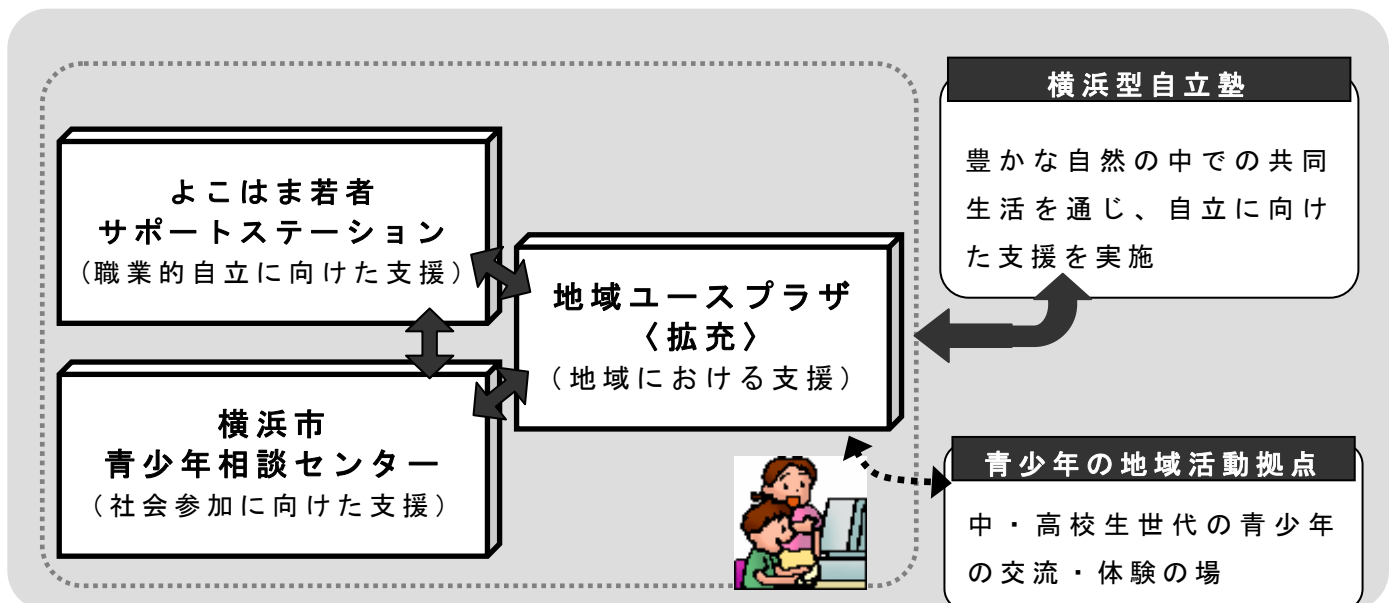 よこはま若者
サポートステーション
（職業的自立に向けた支援）
横浜市
青少年相談センター
（社会参加に向けた支援）
地域ユースプラザ
〈拡充〉
（地域における支援）
横浜型自立塾
豊かな自然の中での共同
生活を通じ、自立に向け
た支援を実施
青少年の地域活動拠点
中・高校生世代の青少年
の交流・体験の場